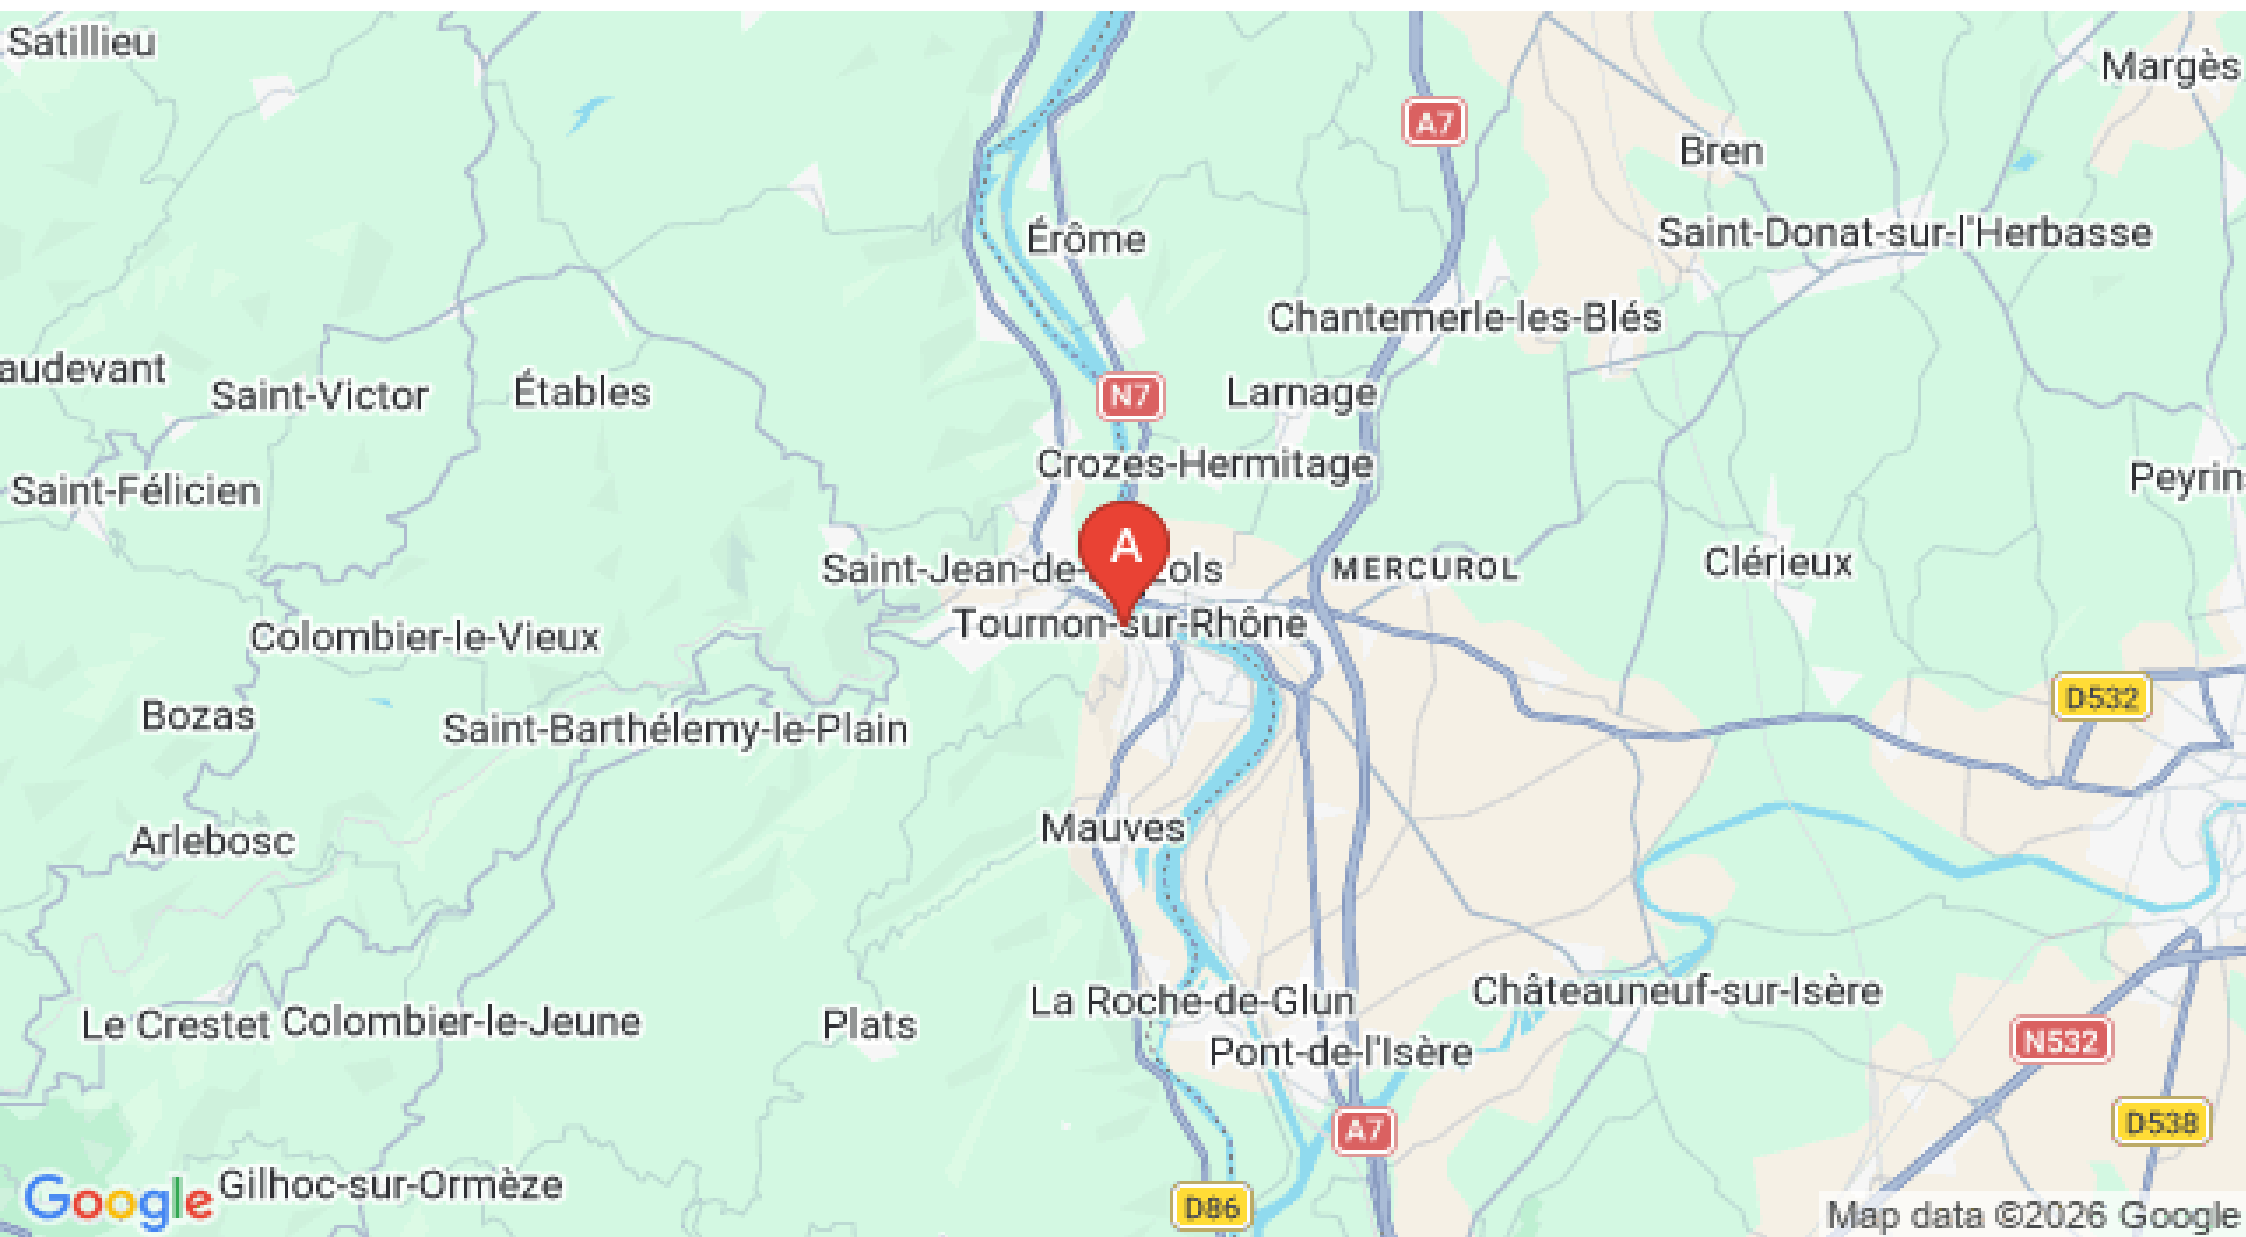 Satillieu
Margès
A7
Bren
Saint-Donat-sur-l'Herbasse
Érôme
Chantemerle-les-Blés
audevant
Saint-Victor
Étables
N7
Larnage
Crozes-Hermitage
Saint-Félicien
Peyrin
A
Saint-Jean-de-
zols
MERCUROL
Clérieux
Tournon-sur-Rhône
Colombier-le-Vieux
D532
Bozas
Saint-Barthélemy-le-Plain
Mauves
Arlebosc
La Roche-de-Glun
Châteauneuf-sur-Isère
Le Crestet
Colombier-le-Jeune
Plats
Pont-de-l'Isère
N532
A7
D538
Gilhoc-sur-Ormèze
Google
D86
Map data ©2026 Google